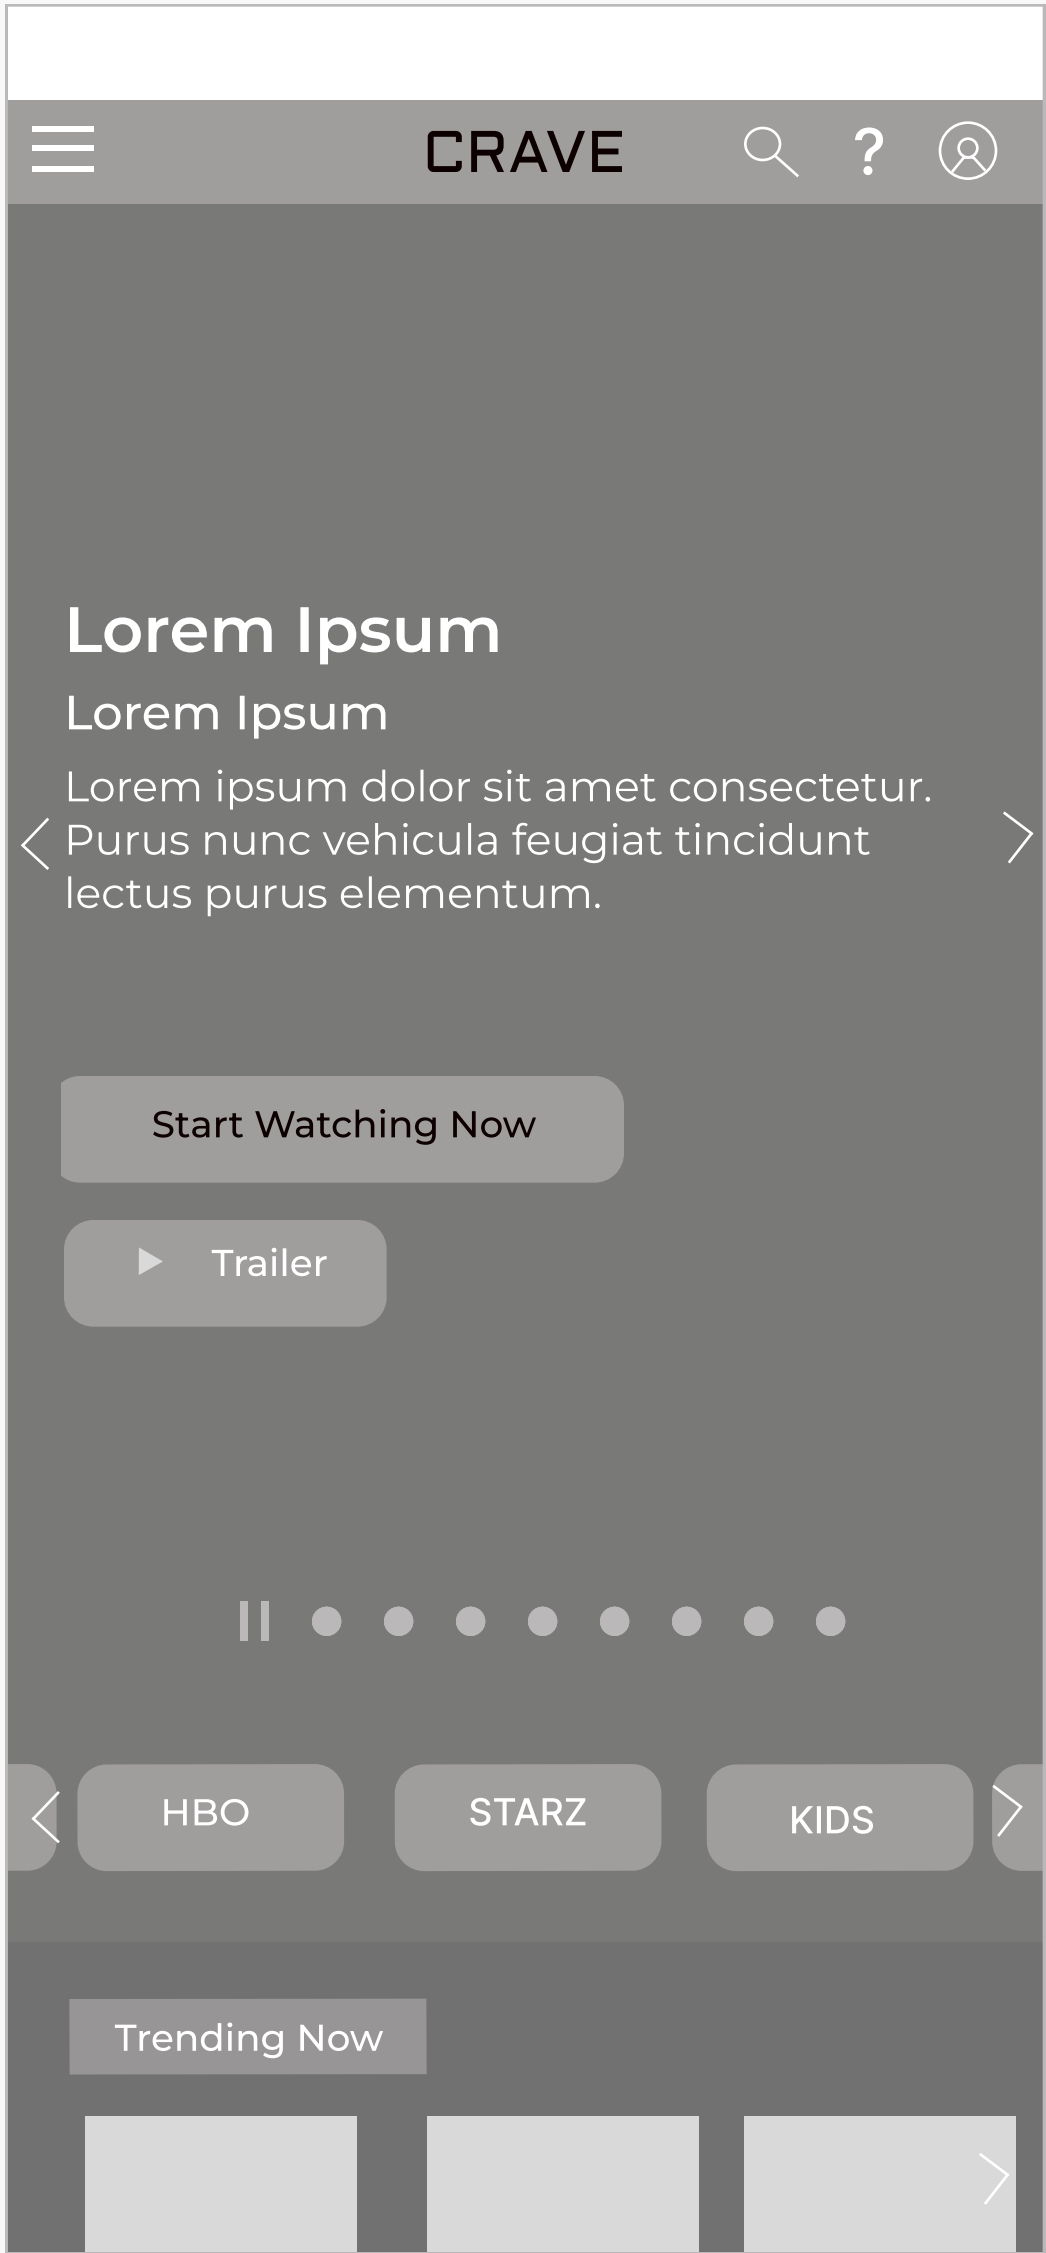 CRAVE
?
Lorem Ipsum
Lorem Ipsum
Lorem ipsum dolor sit amet consectetur.
Purus nunc vehicula feugiat tincidunt
lectus purus elementum.
Start Watching Now
Trailer
HBO STARZ KIDS
Trending Now